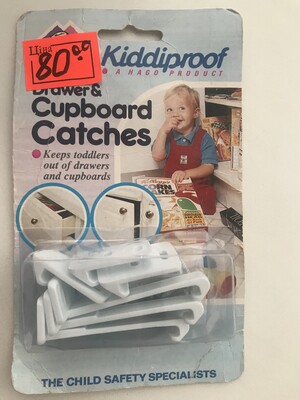 Ціна
80.00
Kiddiproof
A HAGO PRODUCT
Drawer &
Cupboard
Catches
Keeps toddlers
out of drawers
and cupboards
THE CHILD SAFETY SPECIALISTS